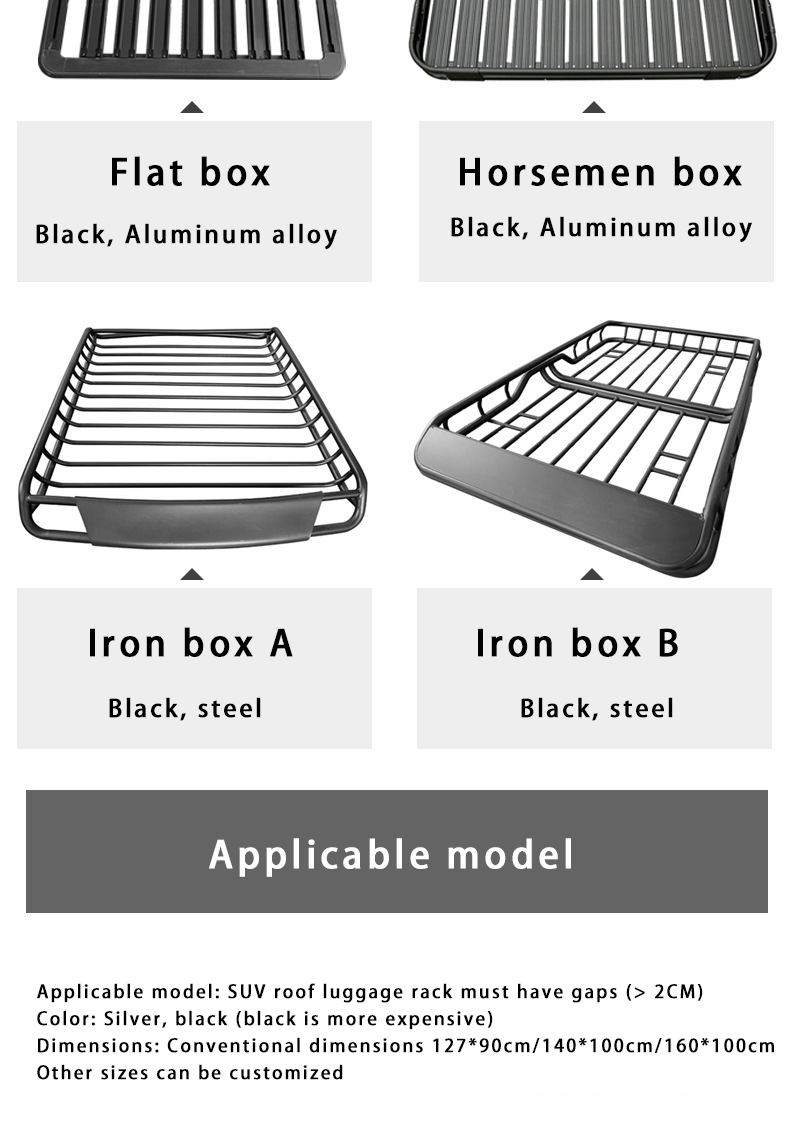 Flat box
Black, Aluminum alloy
Horsemen box
Black, Aluminum alloy
Iron box A
Black, steel
Iron box B
Black, steel
Applicable model
Applicable model: SUV roof luggage rack must have gaps (> 2CM)
Color: Silver, black (black is more expensive)
Dimensions: Conventional dimensions 127*90cm/140*100cm/160*100cm
Other sizes can be customized